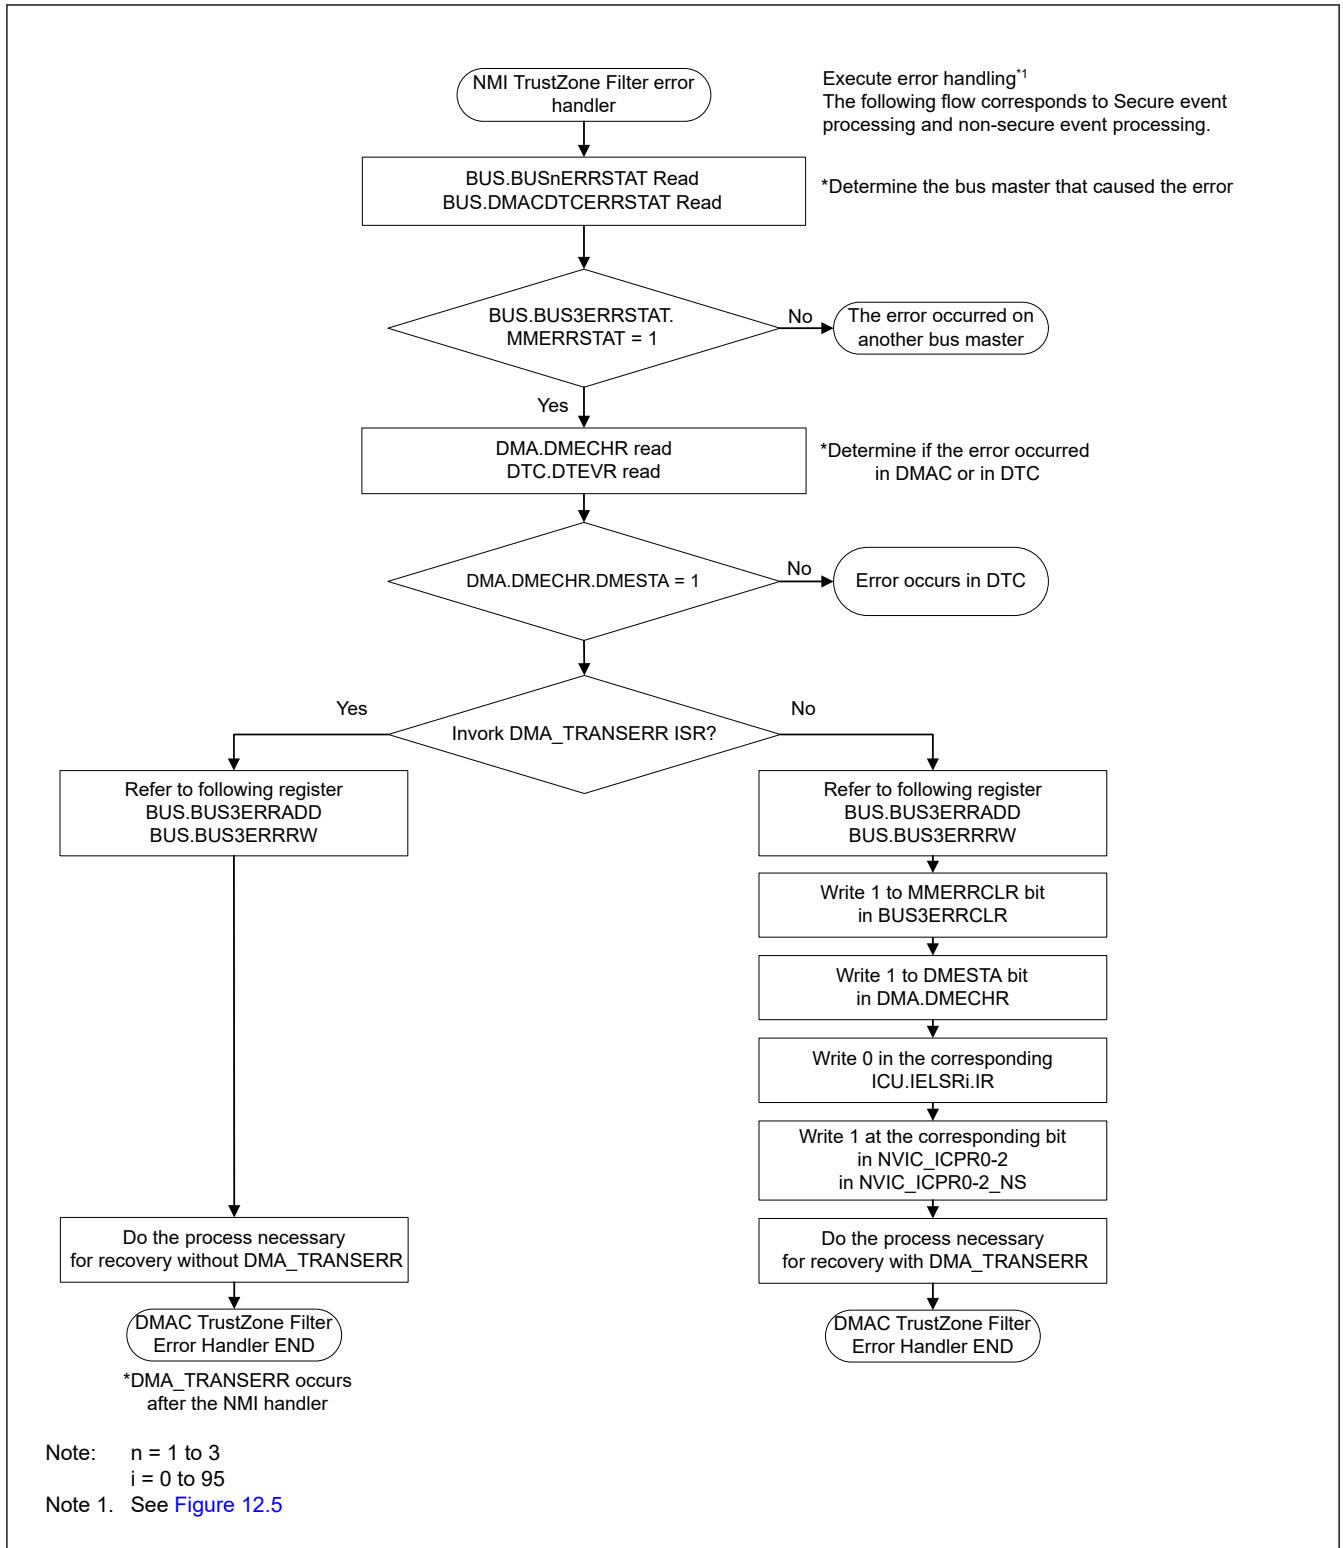 NMI TrustZone Filter error
handler
Execute error handling*1
The following flow corresponds to Secure event
processing and non-secure event processing.
BUS.BUSnERRSTAT Read
BUS.DMACDTCERRSTAT Read
*Determine the bus master that caused the error
BUS.BUS3ERRSTAT.
MMERRSTAT = 1
No
The error occurred on
another bus master
Yes
DMA.DMECHR read
DTC.DTEVR read
*Determine if the error occurred
in DMAC or in DTC
DMA.DMECHR.DMESTA = 1
No
Error occurs in DTC
Invork DMA_TRANSERR ISR?
Yes
No
Refer to following register
BUS.BUS3ERRADD
BUS.BUS3ERRRW
Do the process necessary
for recovery without DMA_TRANSERR
DMAC TrustZone Filter
Error Handler END
*DMA_TRANSERR occurs
after the NMI handler
Refer to following register
BUS.BUS3ERRADD
BUS.BUS3ERRRW
Write 1 to MMERRCLR bit
in BUS3ERRCLR
Write 1 to DMESTA bit
in DMA.DMECHR
Write 0 in the corresponding
ICU.IELSRi.IR
Write 1 at the corresponding bit
in NVIC_ICPR0-2
in NVIC_ICPR0-2_NS
Do the process necessary
for recovery with DMA_TRANSERR
DMAC TrustZone Filter
Error Handler END
Note: n = 1 to 3
i = 0 to 95
Note 1. See Figure 12.5